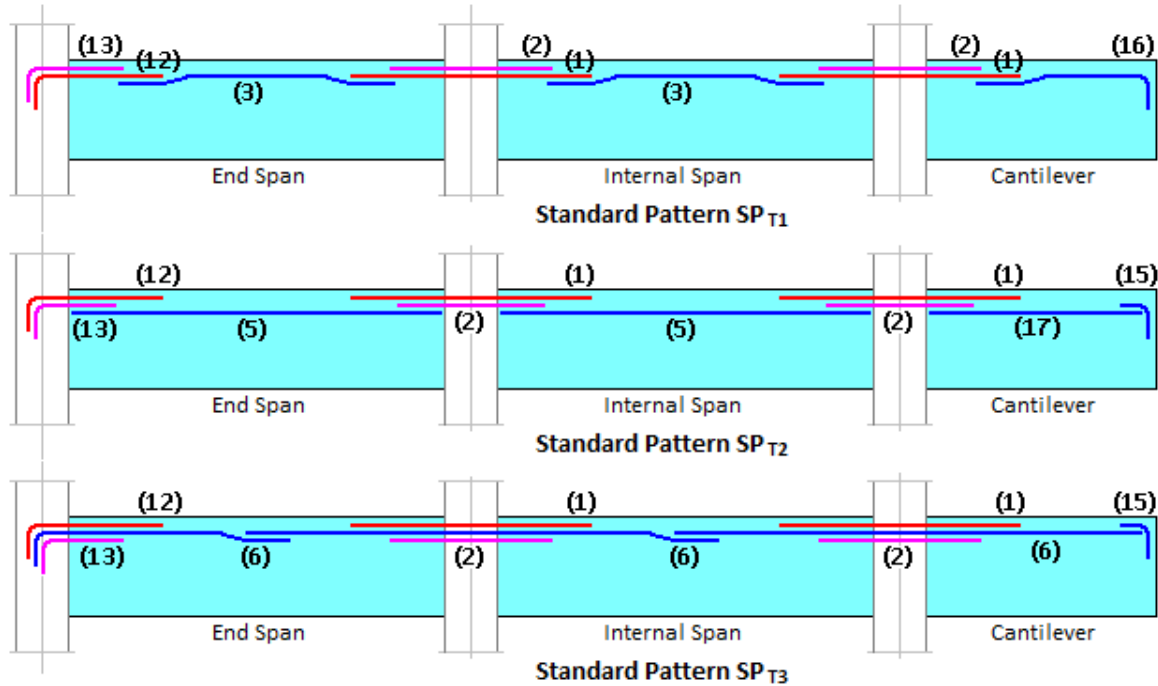 (13) (2) (2) (16)
(12) (1) (1)
(3) (3)
End Span Internal Span Cantilever
Standard Pattern SP T1
(12) (1) (1) (15)
(13) (5) (2) (5) (2) (17)
End Span Internal Span Cantilever
Standard Pattern SP T2
(12) (1) (1) (15)
(13) (6) (2) (6) (2) (6)
End Span Internal Span Cantilever
Standard Pattern SP T3